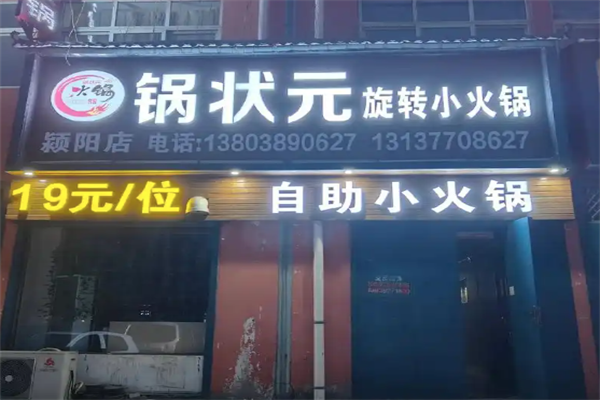 锅
火锅
锅状元 旋转小火锅
颍阳店 电话:13803890627 13137708627
19元/位 自助小火锅